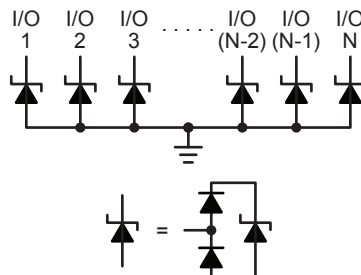 I/O I/O I/O I/O I/O I/O
1 2 3 ...... (N-2) (N-1) N
=